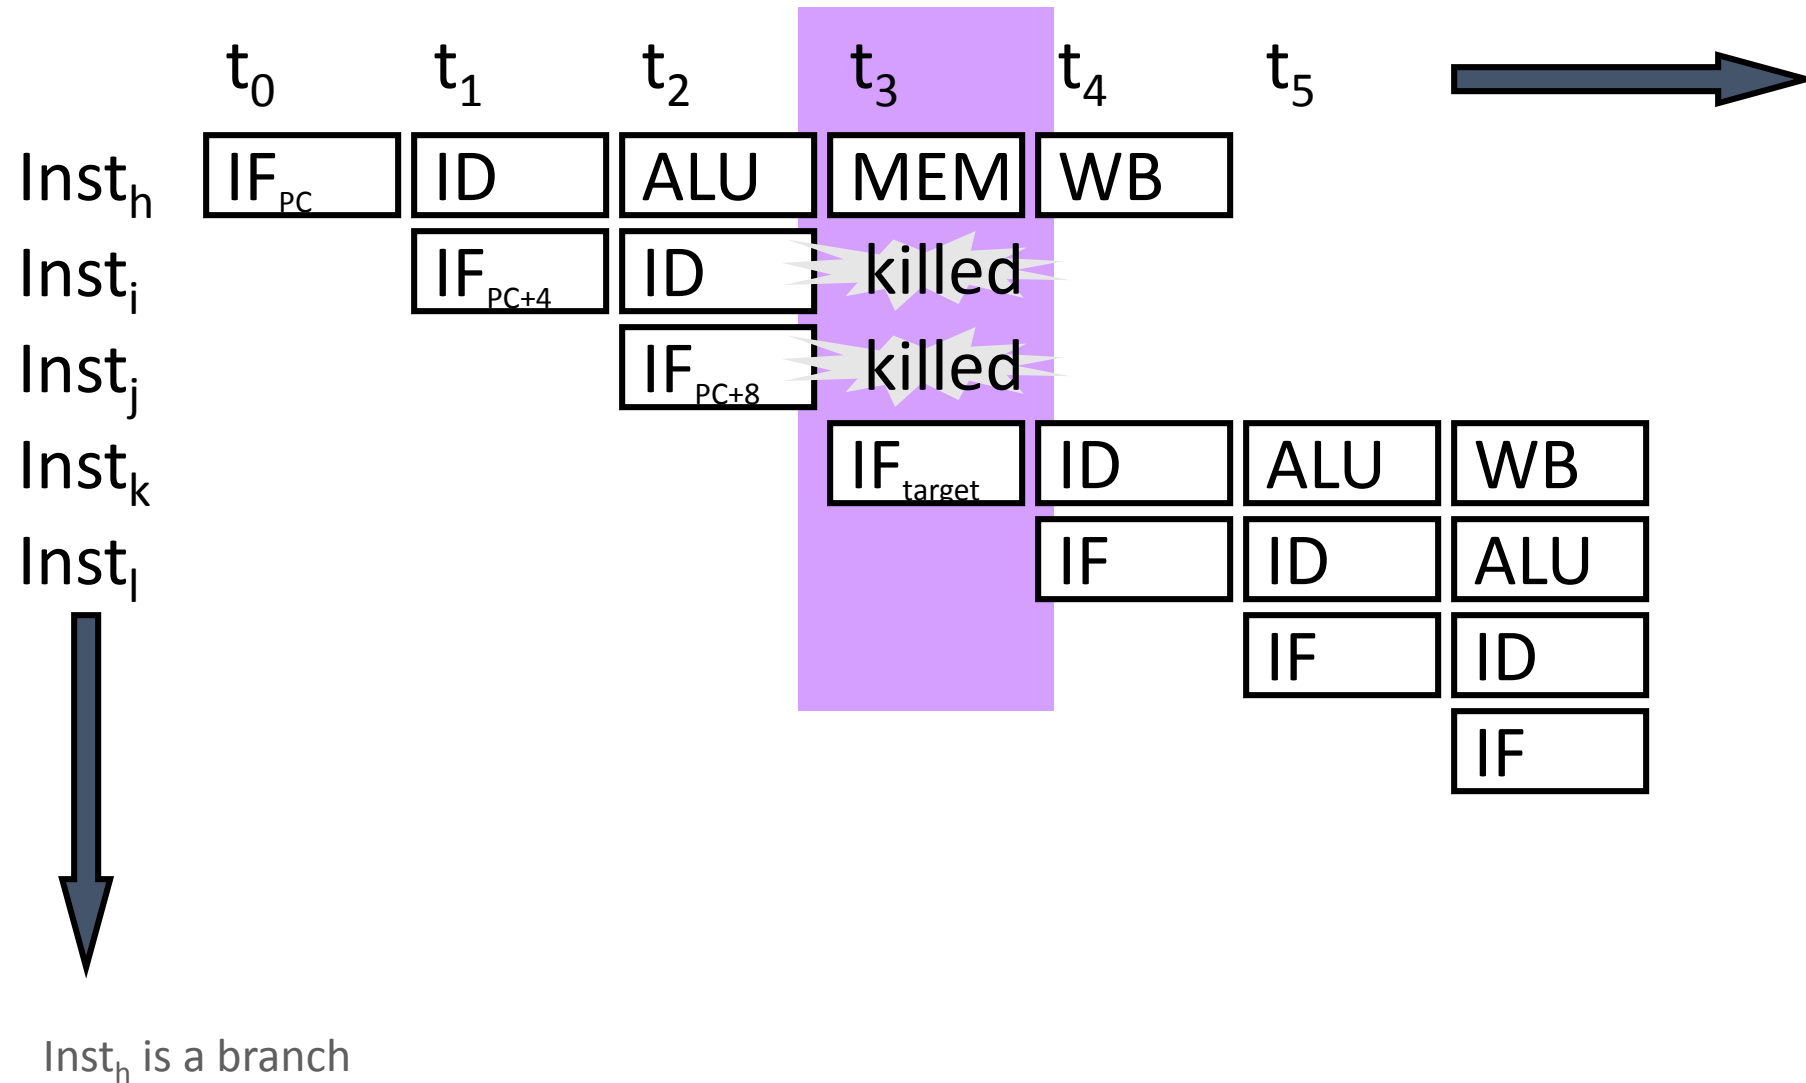 t0 t1 t2 t3 t4 t5
Insth IFPC ID ALU MEM WB
Insti IFPC+4 ID killed
Instj IFPC+8 killed
Instk IFtarget ID ALU WB
Instl IF ID ALU
IF ID
IF
Insth is a branch